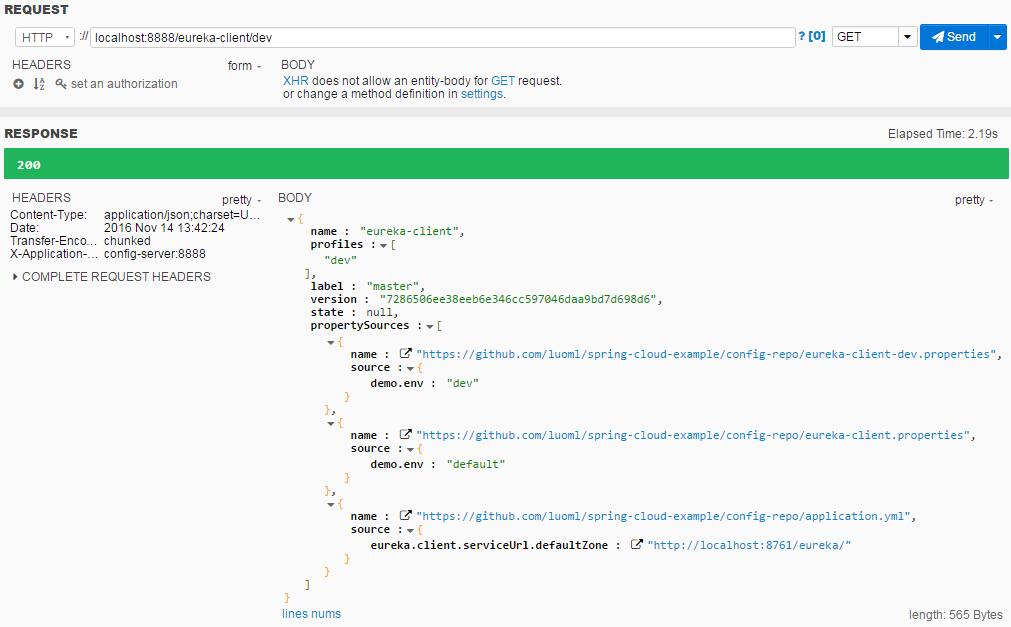 REQUEST
HTTP :// localhost:8888/eureka-client/dev ? [0] GET Send
HEADERS form
set an authorization
BODY
XHR does not allow an entity-body for GET request.
or change a method definition in settings.
RESPONSE Elapsed Time: 2.19s
200
HEADERS pretty
Content-Type: application/json;charset=U...
Date: 2016 Nov 14 13:42:24
Transfer-Enco... chunked
X-Application-... config-server:8888
COMPLETE REQUEST HEADERS
BODY pretty
{
name : "eureka-client",
profiles : [
"dev"
],
label : "master",
version : "7286506ee38eeb6e346cc597046daa9bd7d698d6",
state : null,
propertySources : [
{
name : "https://github.com/luoml/spring-cloud-example/config-repo/eureka-client-dev.properties",
source : {
demo.env : "dev"
}
},
{
name : "https://github.com/luoml/spring-cloud-example/config-repo/eureka-client.properties",
source : {
demo.env : "default"
}
},
{
name : "https://github.com/luoml/spring-cloud-example/config-repo/application.yml",
source : {
eureka.client.serviceUrl.defaultZone : "http://localhost:8761/eureka/"
}
}
]
}
lines nums length: 565 Bytes